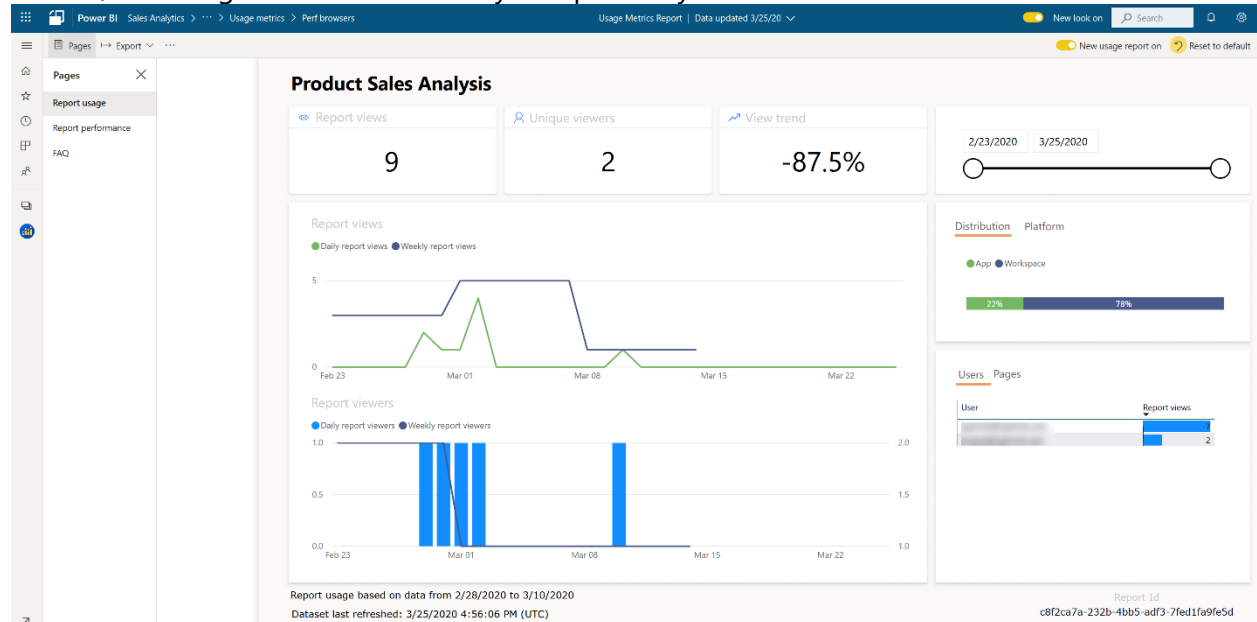 Power BI Sales Analytics > ··· > Usage metrics > Perf browsers
Usage Metrics Report | Data updated 3/25/20
New look on
Search
Pages
Export
···
New usage report on
Reset to default
Pages
Report usage
Report performance
FAQ
Product Sales Analysis
Report views
9
Unique viewers
2
View trend
-87.5%
2/23/2020
3/25/2020
Report views
Daily report views Weekly report views
5
0
Feb 23 Mar 01 Mar 08 Mar 15 Mar 22
Report viewers
Daily report viewers Weekly report viewers
1.0
0.5
0.0
2.0
1.5
1.0
Feb 23 Mar 01 Mar 08 Mar 15 Mar 22
Distribution Platform
App Workspace
22% 78%
Users Pages
User Report views
7
2
Report usage based on data from 2/28/2020 to 3/10/2020
Dataset last refreshed: 3/25/2020 4:56:06 PM (UTC)
Report Id
c8f2ca7a-232b-4bb5-adf3-7fed1fa9fe5d